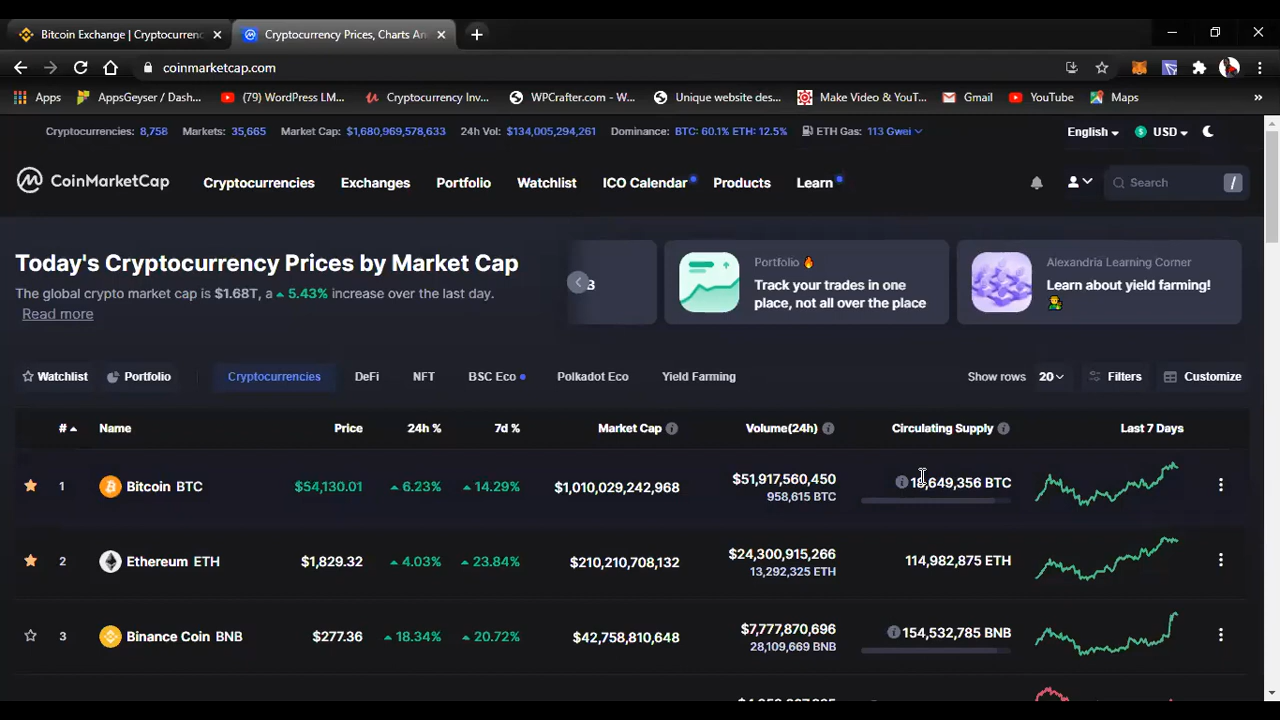 Bitcoin Exchange | Cryptocurrenc
Cryptocurrency Prices, Charts An
coinmarketcap.com
Apps
AppsGeyser / Dash...
(79) WordPress LM...
Cryptocurrency Inv...
WPCrafter.com - W...
Unique website des...
Make Video & YouT...
Gmail
YouTube
Maps
»
Cryptocurrencies: 8,758 Markets: 35,665 Market Cap: $1,680,969,578,633 24h Vol: $134,005,294,261 Dominance: BTC: 60.1% ETH: 12.5% ETH Gas: 113 Gwei
English USD
CoinMarketCap
Cryptocurrencies Exchanges Portfolio Watchlist ICO Calendar Products Learn
Search /
Today's Cryptocurrency Prices by Market Cap
The global crypto market cap is $1.68T, a 5.43% increase over the last day.
Read more
Portfolio
Track your trades in one
place, not all over the place
Alexandria Learning Corner
Learn about yield farming!
Watchlist Portfolio Cryptocurrencies DeFi NFT BSC Eco Polkadot Eco Yield Farming Show rows 20 Filters Customize
# Name Price 24h % 7d % Market Cap Volume(24h) Circulating Supply Last 7 Days
1 Bitcoin BTC $54,130.01 6.23% 14.29% $1,010,029,242,968 $51,917,560,450 18,649,356 BTC
958,615 BTC
2 Ethereum ETH $1,829.32 4.03% 23.84% $210,210,708,132 $24,300,915,266 114,982,875 ETH
13,292,325 ETH
3 Binance Coin BNB $277.36 18.34% 20.72% $42,758,810,648 $7,777,870,696 154,532,785 BNB
28,109,669 BNB